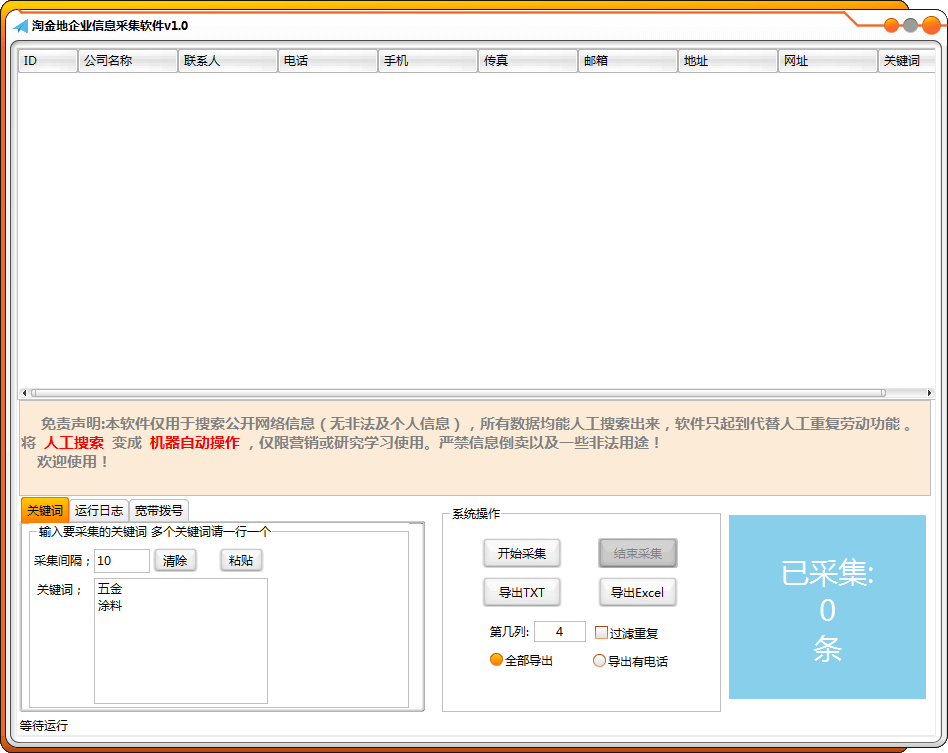 淘金地企业信息采集软件v1.0
ID 公司名称 联系人 电话 手机 传真 邮箱 地址 网址 关键词
免责声明:本软件仅用于搜索公开网络信息（无非法及个人信息），所有数据均能人工搜索出来，软件只起到代替人工重复劳动功能 。
将 人工搜索 变成 机器自动操作 ，仅限营销或研究学习使用。严禁信息倒卖以及一些非法用途！
欢迎使用！
关键词 运行日志 宽带拨号
输入要采集的关键词 多个关键词请一行一个
采集间隔； 10 清除 粘贴
关键词； 五金
涂料
系统操作
开始采集 结束采集
导出TXT 导出Excel
第几列: 4 过滤重复
全部导出 导出有电话
已采集:
0
条
等待运行